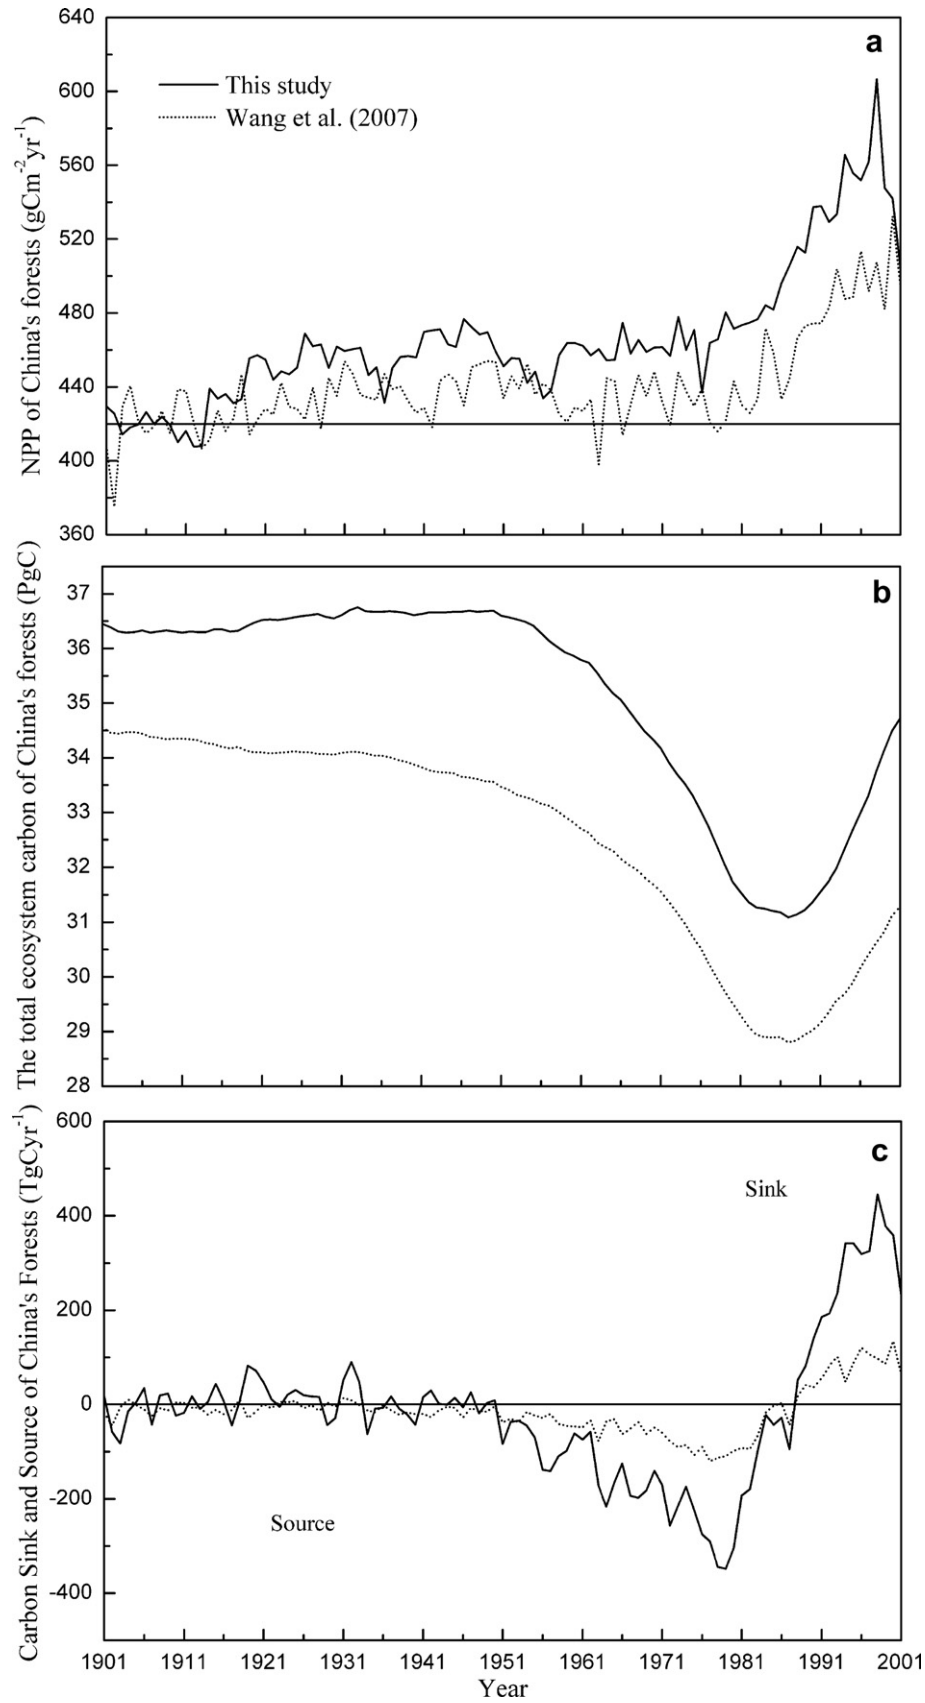 NPP of China's forests (gCm⁻²yr⁻¹)
640
600
560
520
480
440
400
360
a
This study
Wang et al. (2007)
The total ecosystem carbon of China's forests (PgC)
37
36
35
34
33
32
31
30
29
28
b
Carbon Sink and Source of China's Forests (TgCyr⁻¹)
600
400
200
0
-200
-400
c
Sink
Source
1901 1911 1921 1931 1941 1951 1961 1971 1981 1991 2001
Year